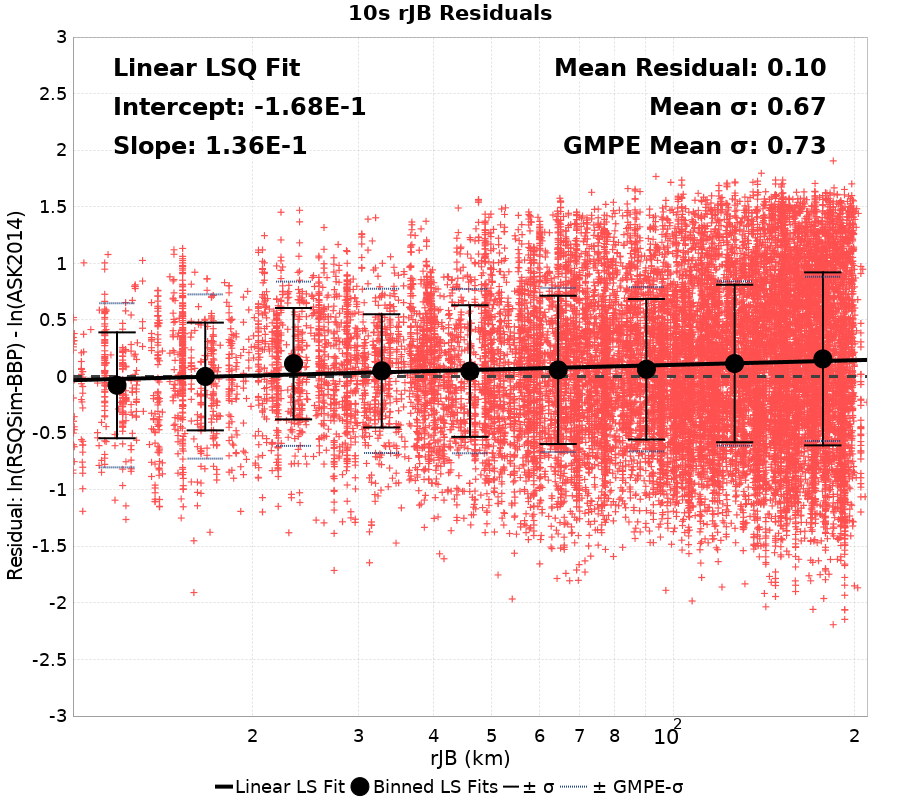 10s rJB Residuals
Linear LSQ Fit
Intercept: -1.68E-1
Slope: 1.36E-1
Mean Residual: 0.10
Mean σ: 0.67
GMPE Mean σ: 0.73
Residual: ln(RSQSim-BBP) - ln(ASK2014)
3
2.5
2
1.5
1
0.5
0
-0.5
-1
-1.5
-2
-2.5
-3
2 3 4 5 6 7 8 10² 2
rJB (km)
Linear LS Fit Binned LS Fits ± σ ± GMPE-σ